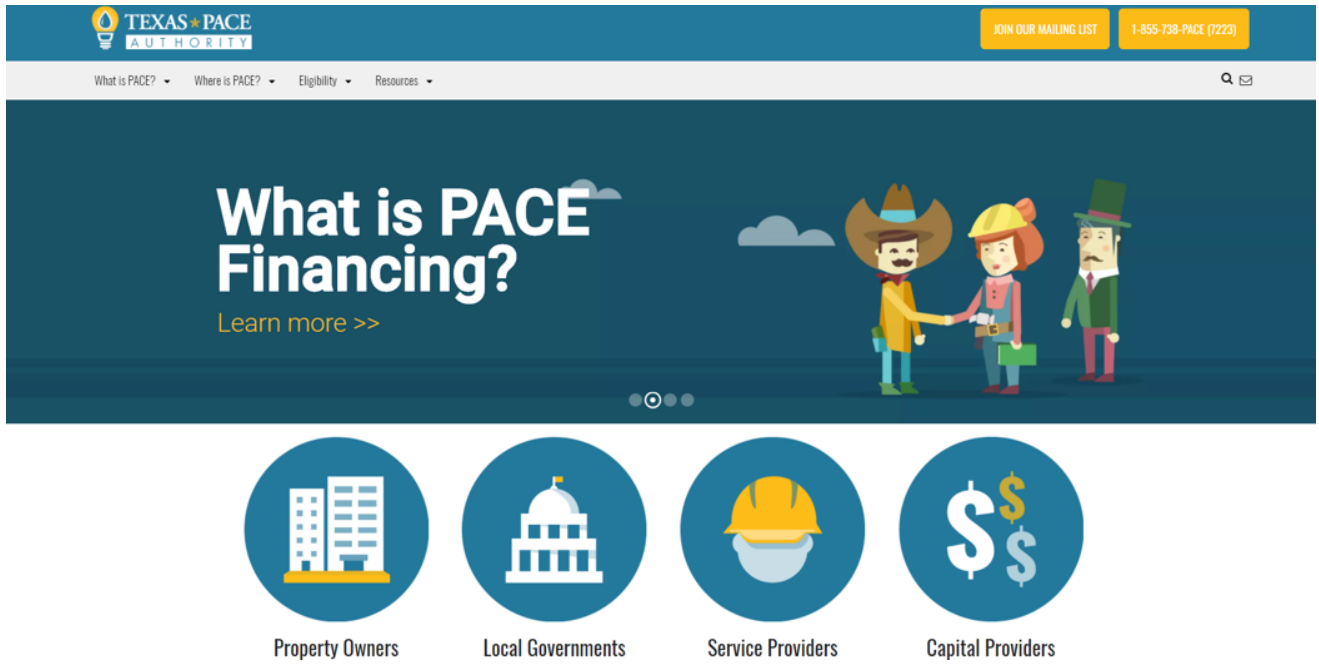 TEXAS★PACE
AUTHORITY
JOIN OUR MAILING LIST
1-855-738-PACE (7223)
What is PACE?
Where is PACE?
Eligibility
Resources
What is PACE
Financing?
Learn more >>
$
$
$
Property Owners
Local Governments
Service Providers
Capital Providers